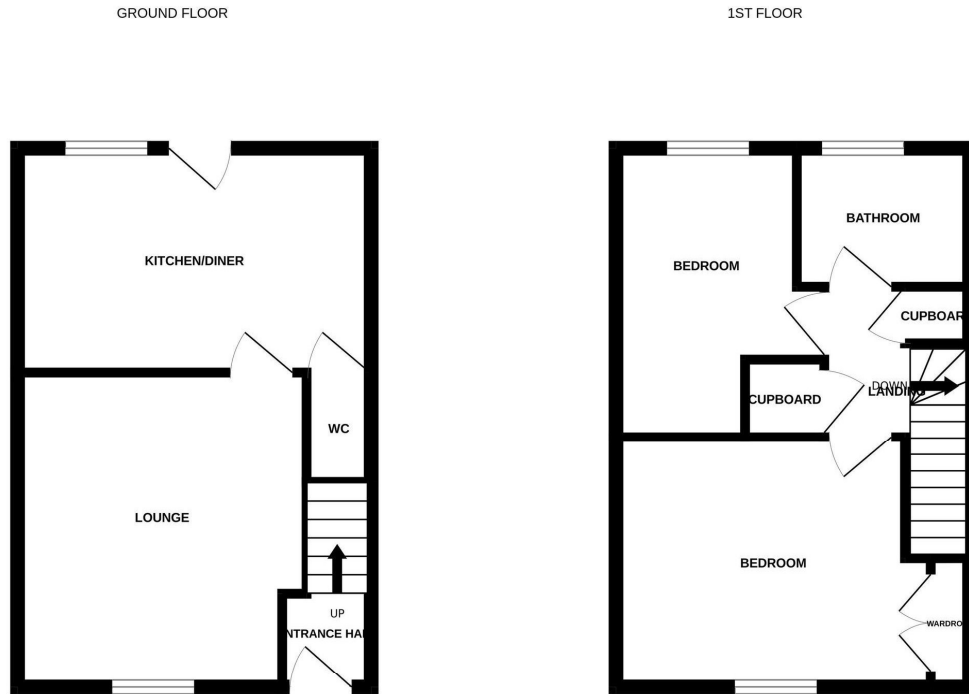 GROUND FLOOR
KITCHEN/DINER
WC
LOUNGE
UP
NTRANCE HA
1ST FLOOR
BATHROOM
BEDROOM
CUPBOAR
DOWN
LANDING
CUPBOARD
BEDROOM
WARDRO